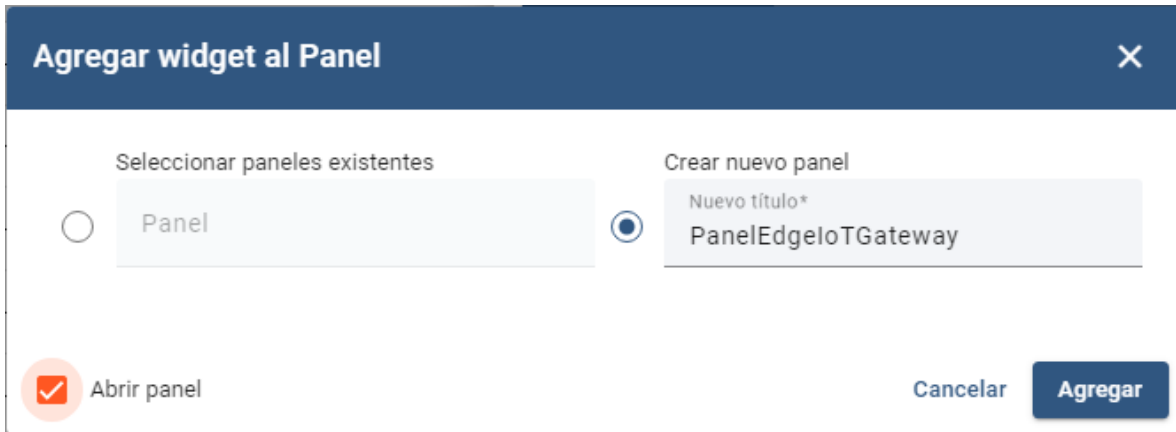 Agregar widget al Panel
Seleccionar paneles existentes
Panel
Crear nuevo panel
Nuevo título*
PanelEdgeIoTGateway
Abrir panel
Cancelar
Agregar